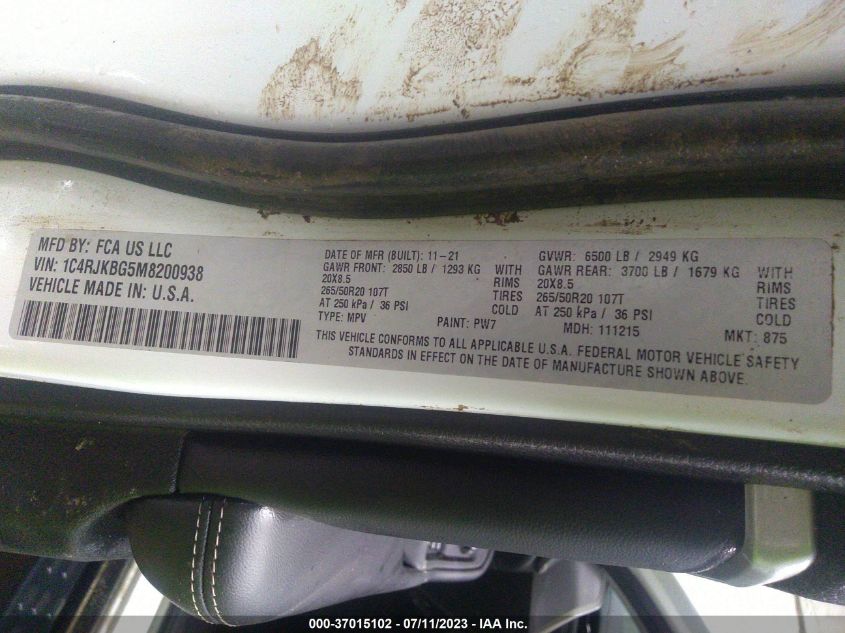 MFD BY: FCA US LLC
VIN: 1C4RJKBG5M8200938
VEHICLE MADE IN: U.S.A.
DATE OF MFR (BUILT): 11-21
GAWR FRONT: 2850 LB / 1293 KG WITH
20X8.5 RIMS
265/50R20 107T TIRES
AT 250 kPa / 36 PSI COLD
TYPE: MPV PAINT: PW7
GVWR: 6500 LB / 2949 KG
GAWR REAR: 3700 LB / 1679 KG WITH
20X8.5 RIMS
265/50R20 107T TIRES
AT 250 kPa / 36 PSI COLD
MDH: 111215 MKT: 875
THIS VEHICLE CONFORMS TO ALL APPLICABLE U.S.A. FEDERAL MOTOR VEHICLE SAFETY
STANDARDS IN EFFECT ON THE DATE OF MANUFACTURE SHOWN ABOVE.
000-37015102 - 07/11/2023 - IAA Inc.